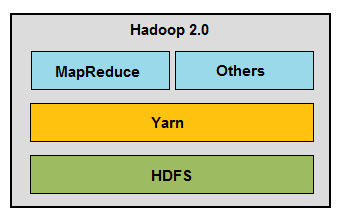 Hadoop 2.0
MapReduce
Others
Yarn
HDFS